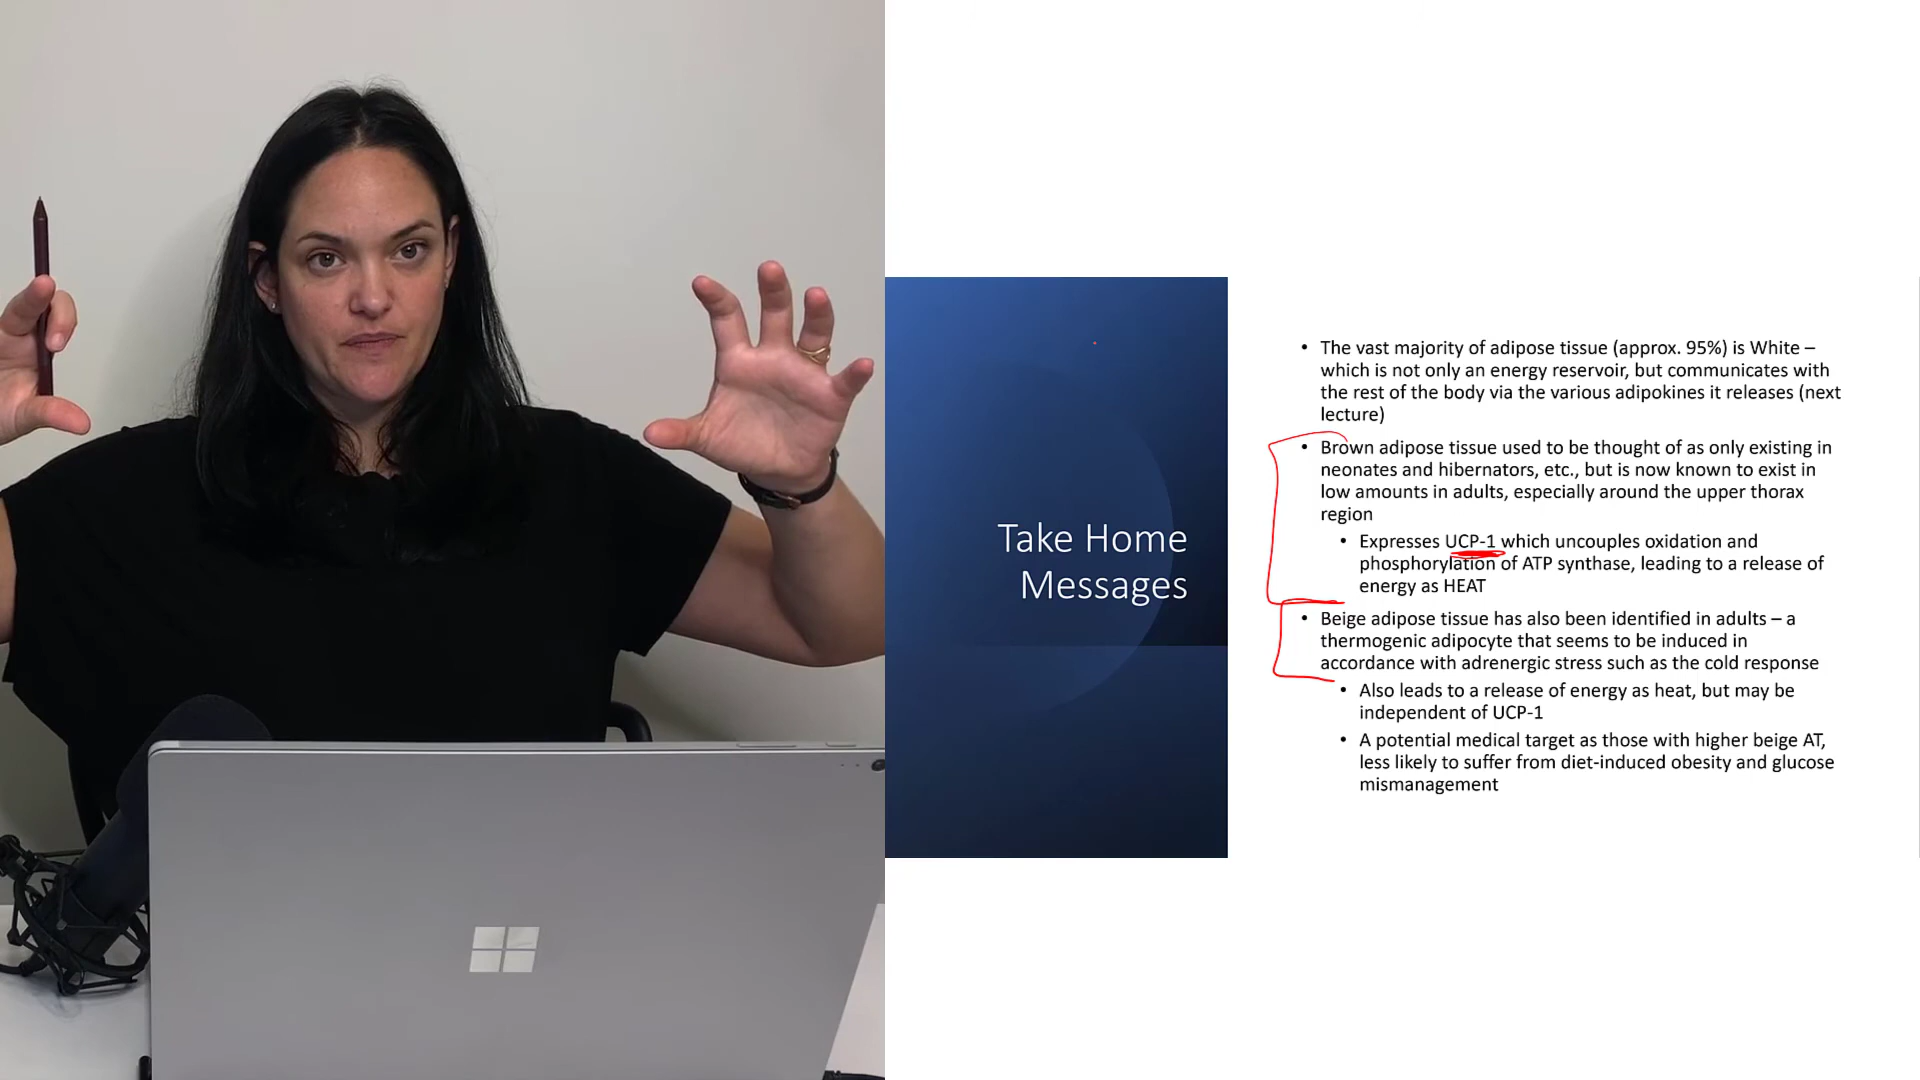 Take Home
Messages
• The vast majority of adipose tissue (approx. 95%) is White –
which is not only an energy reservoir, but communicates with
the rest of the body via the various adipokines it releases (next
lecture)
• Brown adipose tissue used to be thought of as only existing in
neonates and hibernators, etc., but is now known to exist in
low amounts in adults, especially around the upper thorax
region
• Expresses UCP-1 which uncouples oxidation and
phosphorylation of ATP synthase, leading to a release of
energy as HEAT
• Beige adipose tissue has also been identified in adults – a
thermogenic adipocyte that seems to be induced in
accordance with adrenergic stress such as the cold response
• Also leads to a release of energy as heat, but may be
independent of UCP-1
• A potential medical target as those with higher beige AT,
less likely to suffer from diet-induced obesity and glucose
mismanagement